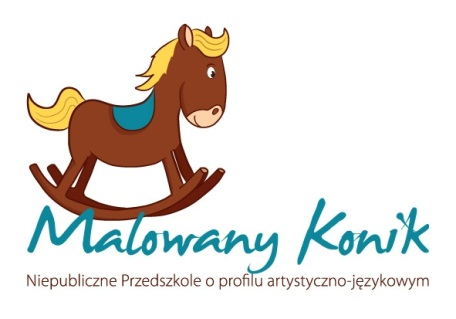 Malowany Konik
Niepubliczne Przedszkole o profilu artystyczno-językowym